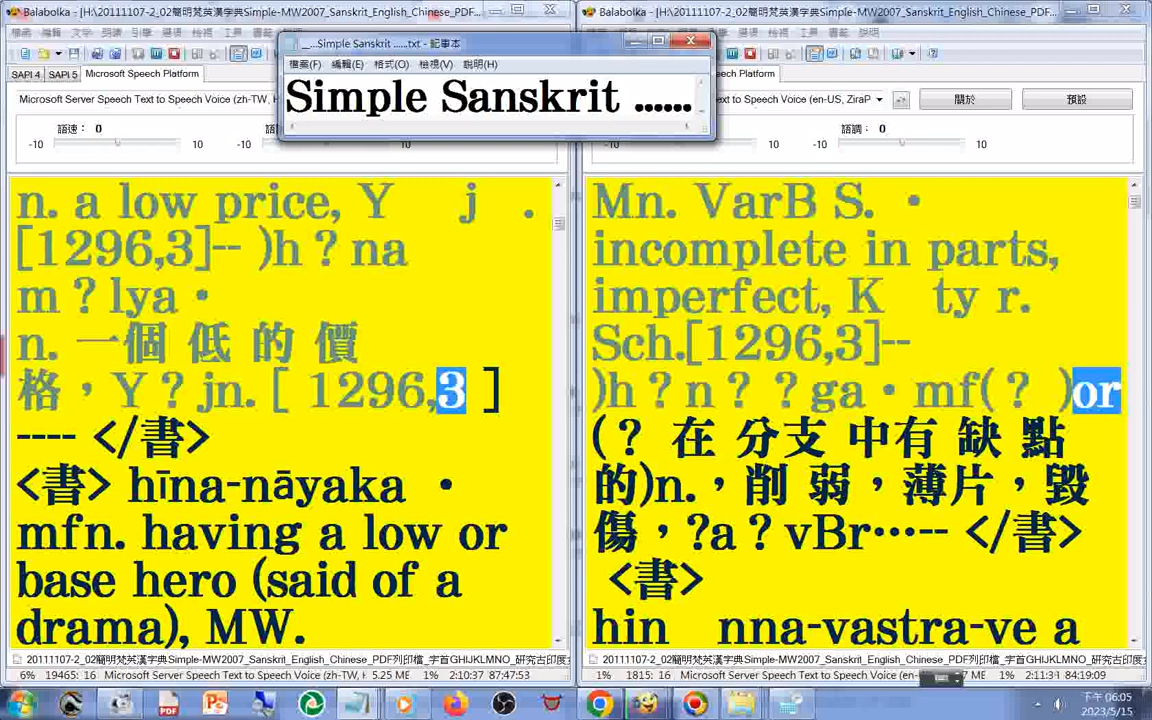 Balabolka - [H:\20111107-2_02簡明梵英漢字典Simple-MW2007_Sanskrit_English_Chinese_PDF...
Balabolka - [H:\20111107-2_02簡明梵英漢字典Simple-MW2007_Sanskrit_English_Chinese_PDF...
__...Simple Sanskrit ......txt - 記事本
檔案(F) 編輯(E) 格式(O) 檢視(V) 說明(H)
Simple Sanskrit ......
SAPI 4 SAPI 5 Microsoft Speech Platform
Microsoft Server Speech Text to Speech Voice (zh-TW, H
text to Speech Voice (en-US, ZiraP
關於 預設
語速： 0
-10 10 -10 10
語調： 0
-10 10
n. a low price, Y j .
[1296,3]-- )h ? na
m ? lya •
n. 一個 低 的 價
格，Y ? jn. [ 1296,3 ]
---- </書>
<書> hīna-nāyaka •
mfn. having a low or
base hero (said of a
drama), MW.
Mn. VarB S. •
incomplete in parts,
imperfect, K ty r.
Sch.[1296,3]--
)h ? n ? ? ga • mf( ? )or
( ? 在 分支 中有 缺 點
的)n.，削 弱，薄片，毀
傷，?a ? vBr…-- </書>
<書>
hin nna-vastra-ve a
20111107-2_02簡明梵英漢字典Simple-MW2007_Sanskrit_English_Chinese_PDF列印檔_字首GHIJKLMNO_研究古印度
20111107-2_02簡明梵英漢字典Simple-MW2007_Sanskrit_English_Chinese_PDF列印檔_字首GHIJKLMNO_研究古印度
6% 19465: 16 Microsoft Server Speech Text to Speech Voice (zh-TW, 5.25 ME 1% 2:10:37 87:47:53
1% 1815: 16 Microsoft Server Speech Text to Speech Voice (en- ME 1% 2:11:31 84:19:09
下午 06:05
2023/5/15